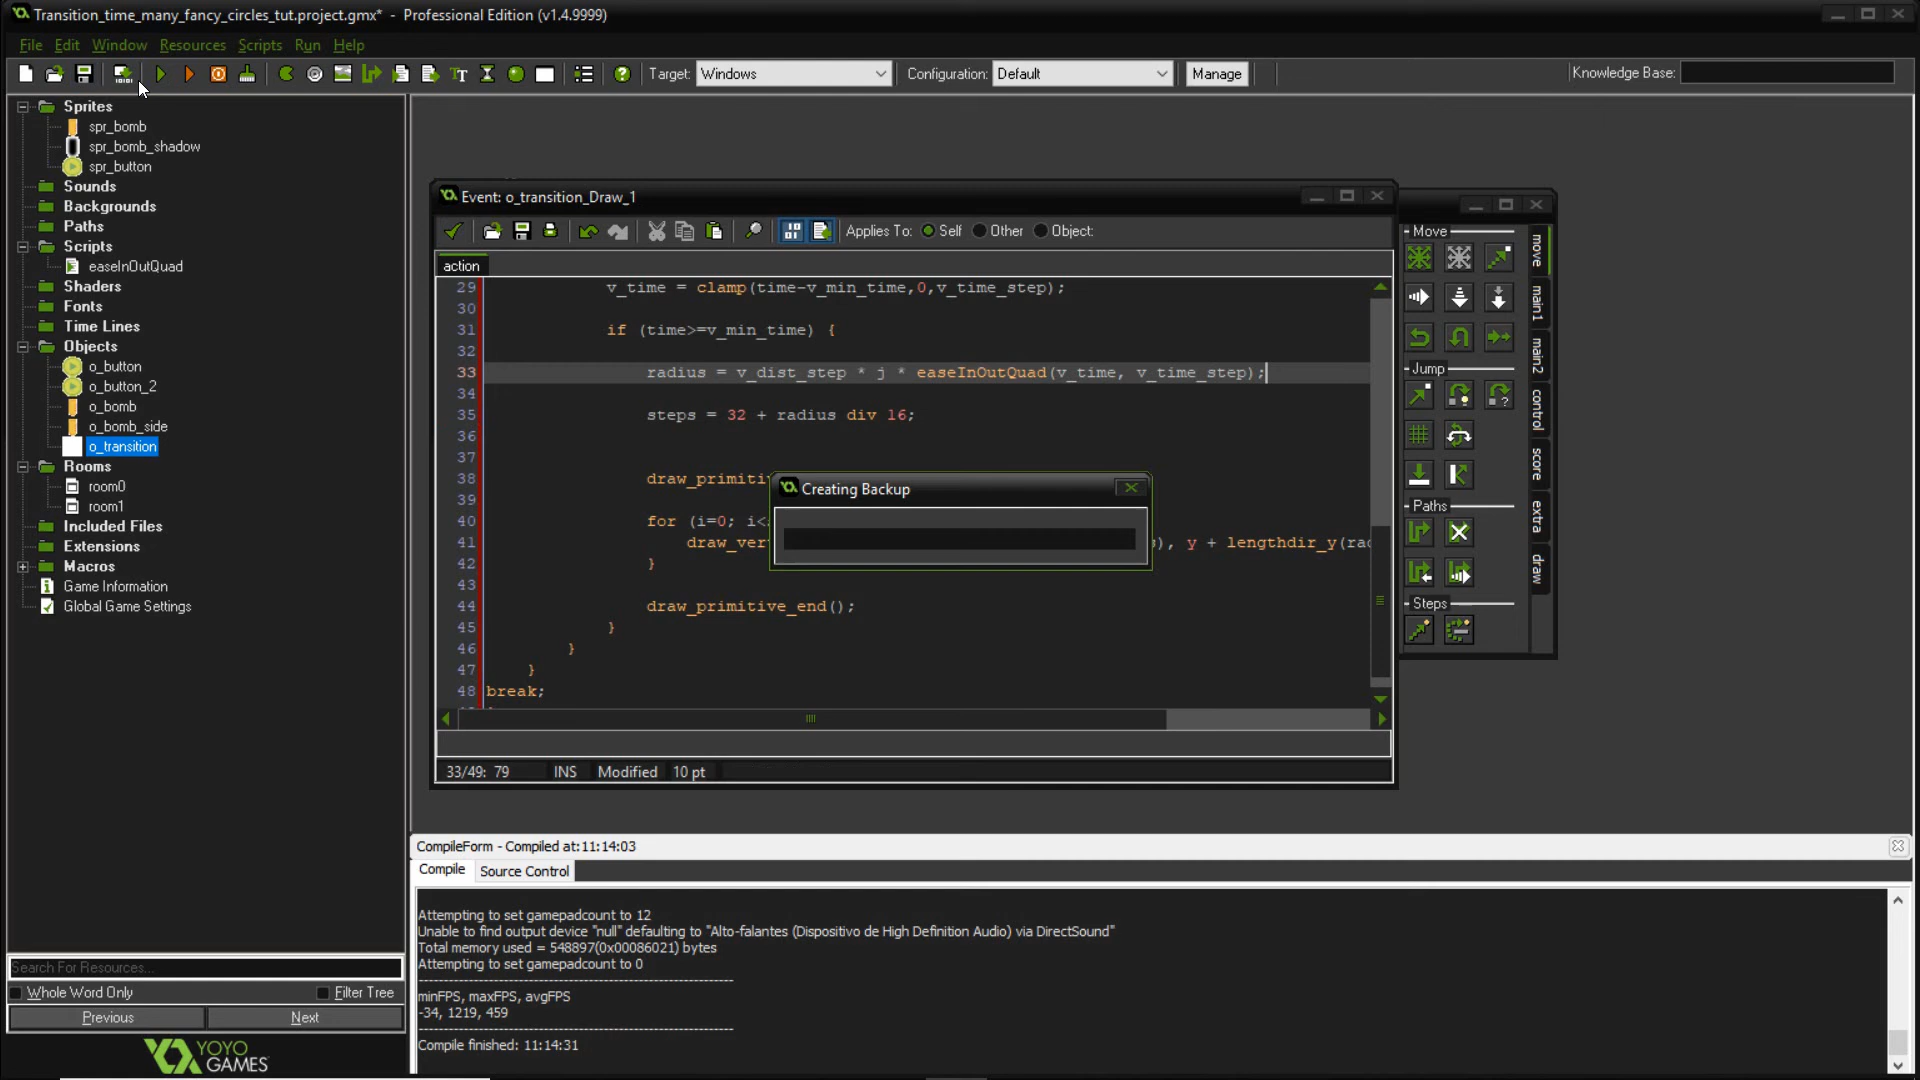 Transition_time_many_fancy_circles_tut.project.gmx* - Professional Edition (v1.4.9999)
File Edit Window Resources Scripts Run Help
Target: Windows Configuration: Default Manage Knowledge Base:
Sprites
spr_bomb
spr_bomb_shadow
spr_button
Sounds
Backgrounds
Paths
Scripts
easeInOutQuad
Shaders
Fonts
Time Lines
Objects
o_button
o_button_2
o_bomb
o_bomb_side
o_transition
Rooms
room0
room1
Included Files
Extensions
Macros
Game Information
Global Game Settings
Search For Resources...
Whole Word Only Filter Tree
Previous Next
YOYO
GAMES
Event: o_transition_Draw_1
Applies To: Self Other Object:
action
29 v_time = clamp(time-v_min_time,0,v_time_step);
30
31 if (time>=v_min_time) {
32
33 radius = v_dist_step * j * easeInOutQuad(v_time, v_time_step);
34
35 steps = 32 + radius div 16;
36
37
38 draw_primiti
39
40 for (i=0; i<
41 draw_ver ), y + lengthdir_y(rad
42 }
43
44 draw_primitive_end();
45 }
46 }
47 }
48 break;
33/49: 79 INS Modified 10 pt
Creating Backup
Move
Jump
Paths
Steps
move
main1
main2
control
score
extra
draw
CompileForm - Compiled at:11:14:03
Compile Source Control
Attempting to set gamepadcount to 12
Unable to find output device "null" defaulting to "Alto-falantes (Dispositivo de High Definition Audio) via DirectSound"
Total memory used = 548897(0x00086021) bytes
Attempting to set gamepadcount to 0
minFPS, maxFPS, avgFPS
-34, 1219, 459
Compile finished: 11:14:31